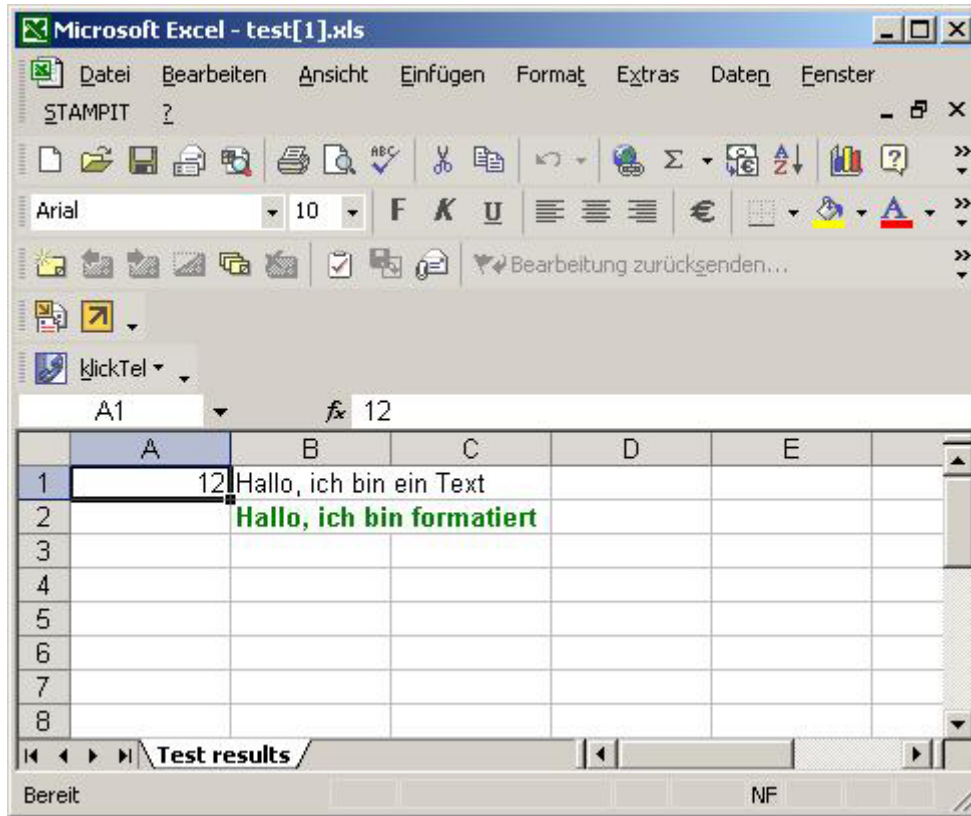 Microsoft Excel - test[1].xls
Datei Bearbeiten Ansicht Einfügen Format Extras Daten Fenster
STAMPIT ?
ABC Σ € A Z ?
Arial 10 F K U € A
Bearbeitung zurücksenden...
klickTel
A1 fx 12
A B C D E
1 12 Hallo, ich bin ein Text
2 Hallo, ich bin formatiert
3
4
5
6
7
8
Test results
Bereit NF